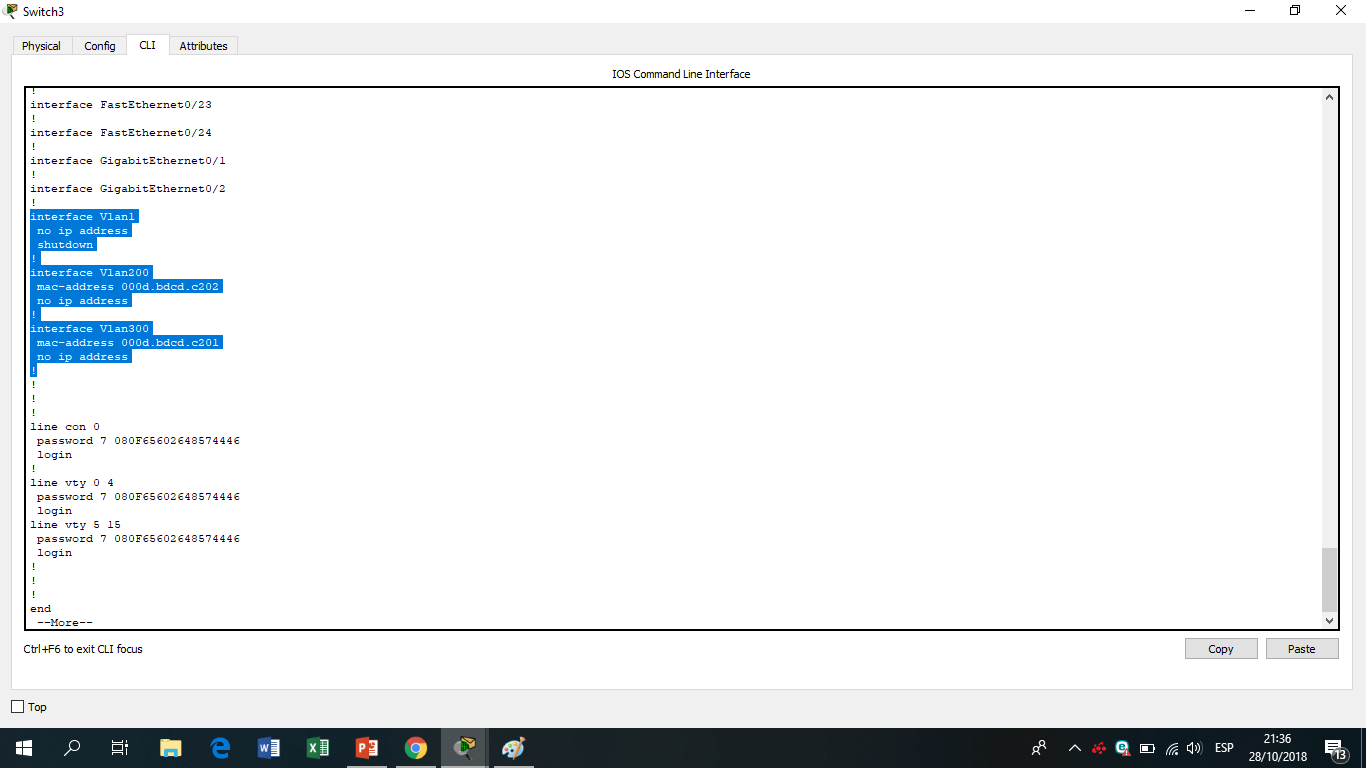 Switch3
Physical Config CLI Attributes
IOS Command Line Interface
!
interface FastEthernet0/23
!
interface FastEthernet0/24
!
interface GigabitEthernet0/1
!
interface GigabitEthernet0/2
!
interface Vlan1
 no ip address
 shutdown
!
interface Vlan200
 mac-address 000d.bdcd.c202
 no ip address
!
interface Vlan300
 mac-address 000d.bdcd.c201
 no ip address
!
!
!
!
line con 0
 password 7 080F65602648574446
 login
!
line vty 0 4
 password 7 080F65602648574446
 login
line vty 5 15
 password 7 080F65602648574446
 login
!
!
!
end
 --More--
Ctrl+F6 to exit CLI focus
Copy Paste
Top
ESP
21:36
28/10/2018
13